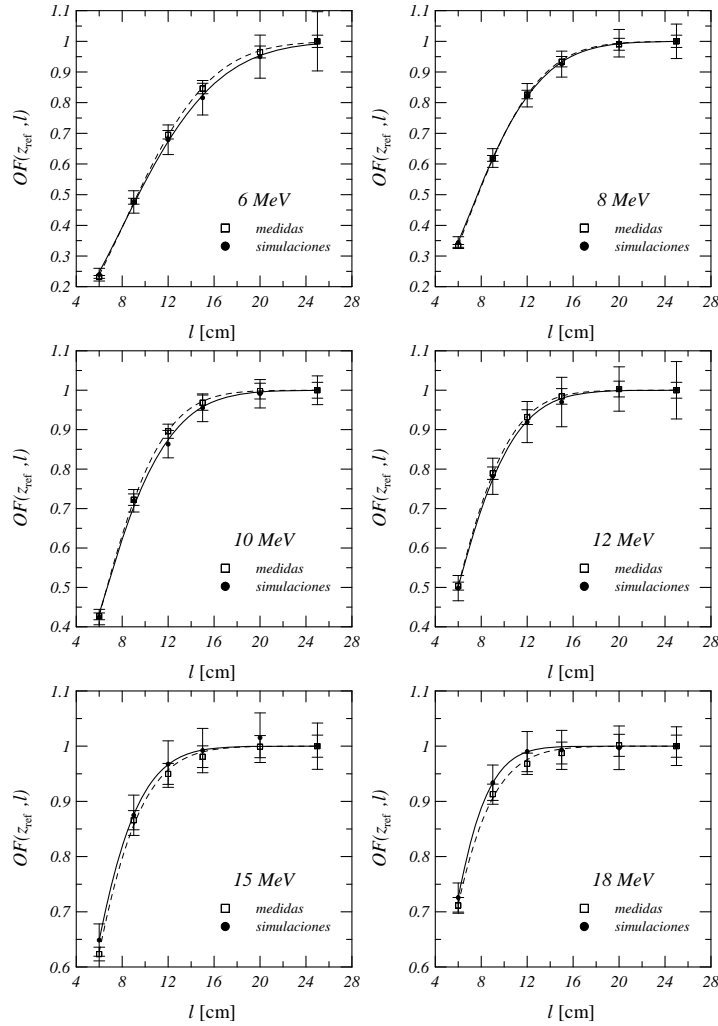 1.1
1
0.9
0.8
0.7
0.6
0.5
0.4
0.3
0.2
OF(z_ref ,l)
6 MeV
medidas
simulaciones
4 8 12 16 20 24 28
l [cm]
1.1
1
0.9
0.8
0.7
0.6
0.5
0.4
0.3
0.2
OF(z_ref ,l)
8 MeV
medidas
simulaciones
4 8 12 16 20 24 28
l [cm]
1.1
1
0.9
0.8
0.7
0.6
0.5
0.4
OF(z_ref ,l)
10 MeV
medidas
simulaciones
4 8 12 16 20 24 28
l [cm]
1.1
1
0.9
0.8
0.7
0.6
0.5
0.4
OF(z_ref ,l)
12 MeV
medidas
simulaciones
4 8 12 16 20 24 28
l [cm]
1.1
1
0.9
0.8
0.7
0.6
OF(z_ref ,l)
15 MeV
medidas
simulaciones
4 8 12 16 20 24 28
l [cm]
1.1
1
0.9
0.8
0.7
0.6
OF(z_ref ,l)
18 MeV
medidas
simulaciones
4 8 12 16 20 24 28
l [cm]